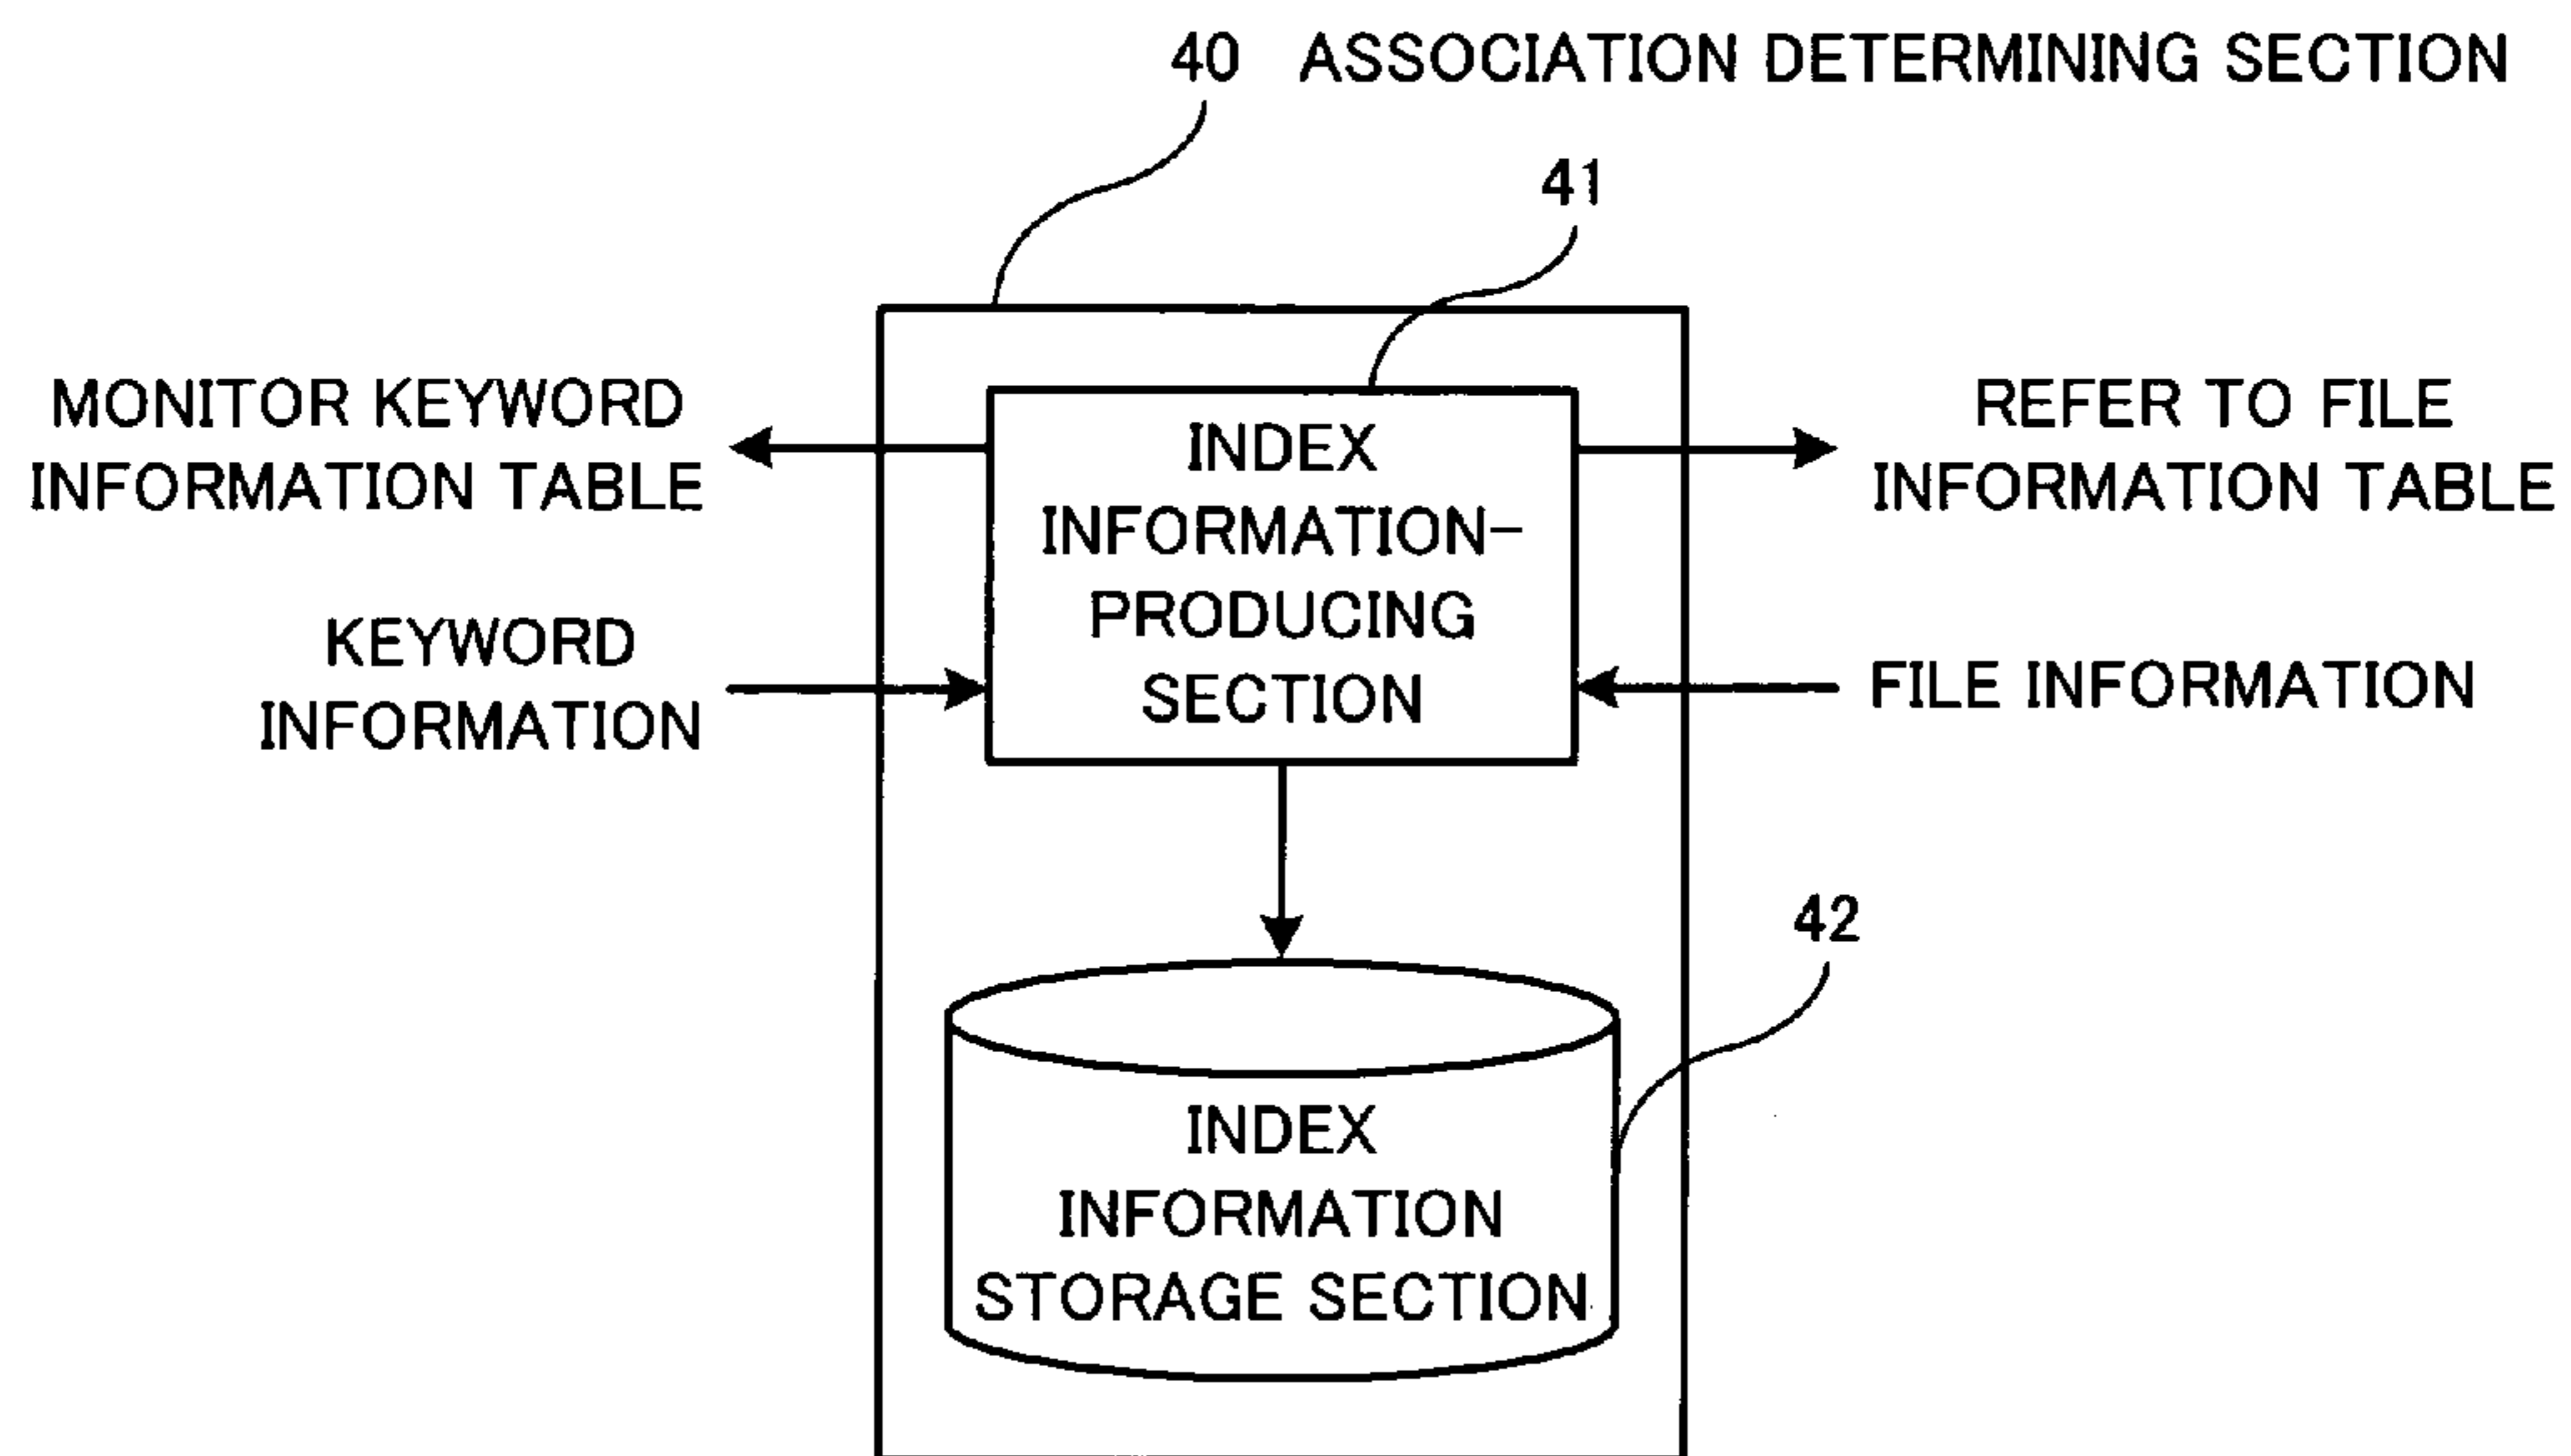 40 ASSOCIATION DETERMINING SECTION
41
MONITOR KEYWORD
INFORMATION TABLE
KEYWORD
INFORMATION
INDEX
INFORMATION-
PRODUCING
SECTION
REFER TO FILE
INFORMATION TABLE
FILE INFORMATION
42
INDEX
INFORMATION
STORAGE SECTION